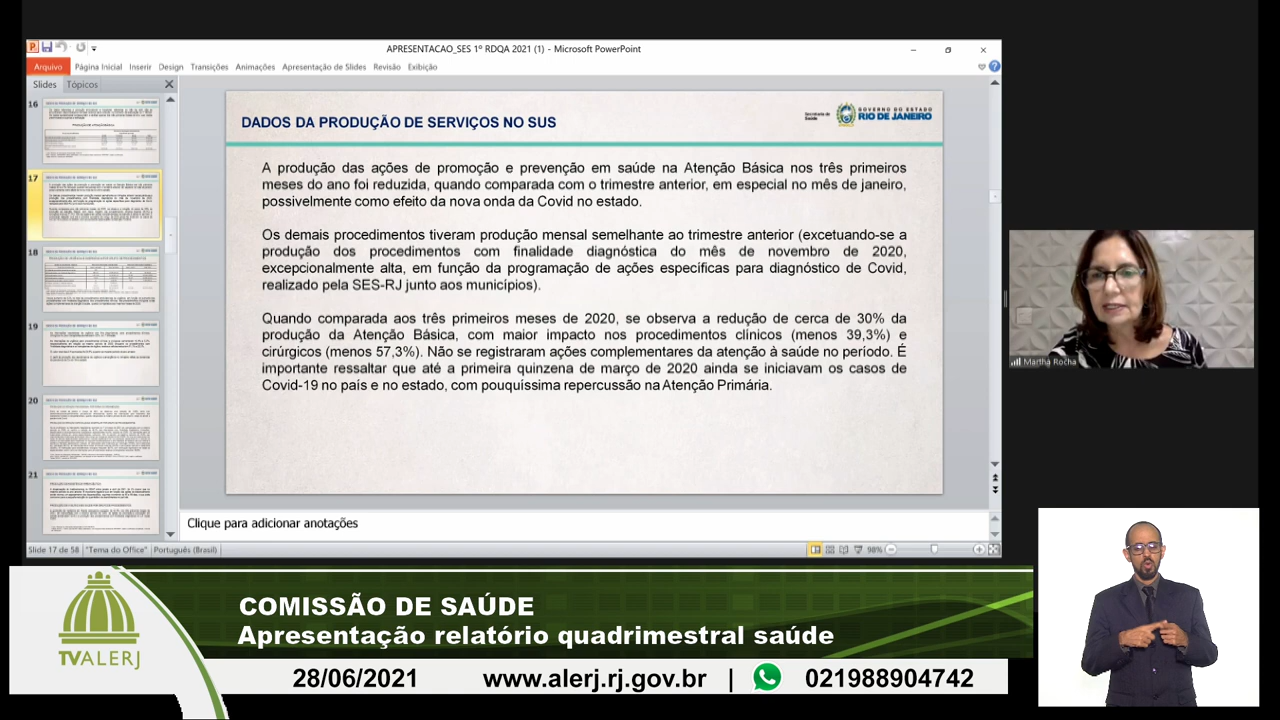 APRESENTACAO_SES 1º RDQA 2021 (1) - Microsoft PowerPoint
Arquivo Página Inicial Inserir Design Transições Animações Apresentação de Slides Revisão Exibição
Slides Tópicos
16
17
18
19
20
21
DADOS DA PRODUÇÃO DE SERVIÇOS NO SUS
Secretaria de Saúde
GOVERNO DO ESTADO
RIO DE JANEIRO
A produção das ações de promoção e prevenção em saúde na Atenção Básica nos três primeiros
meses do ano foi reduzida, quando comparada com o trimestre anterior, em especial no mês de janeiro,
possivelmente como efeito da nova onda da Covid no estado.
Os demais procedimentos tiveram produção mensal semelhante ao trimestre anterior (excetuando-se a
produção dos procedimentos com finalidade diagnóstica do mês de novembro de 2020,
excepcionalmente alta, em função da programação de ações específicas para diagnóstico de Covid,
realizado pela SES-RJ junto aos municípios).
Quando comparada aos três primeiros meses de 2020, se observa a redução de cerca de 30% da
produção da Atenção Básica, com maior impacto nos procedimentos clínicos (menos 39,3%) e
cirúrgicos (menos 57,3%). Não se registraram ações complementares da atenção à saúde no período. É
importante ressaltar que até a primeira quinzena de março de 2020 ainda se iniciavam os casos de
Covid-19 no país e no estado, com pouquíssima repercussão na Atenção Primária.
Clique para adicionar anotações
Slide 17 de 58 "Tema do Office" Português (Brasil) 98%
Martha Rocha
TVALERJ
COMISSÃO DE SAÚDE
Apresentação relatório quadrimestral saúde
28/06/2021 www.alerj.rj.gov.br | 021988904742